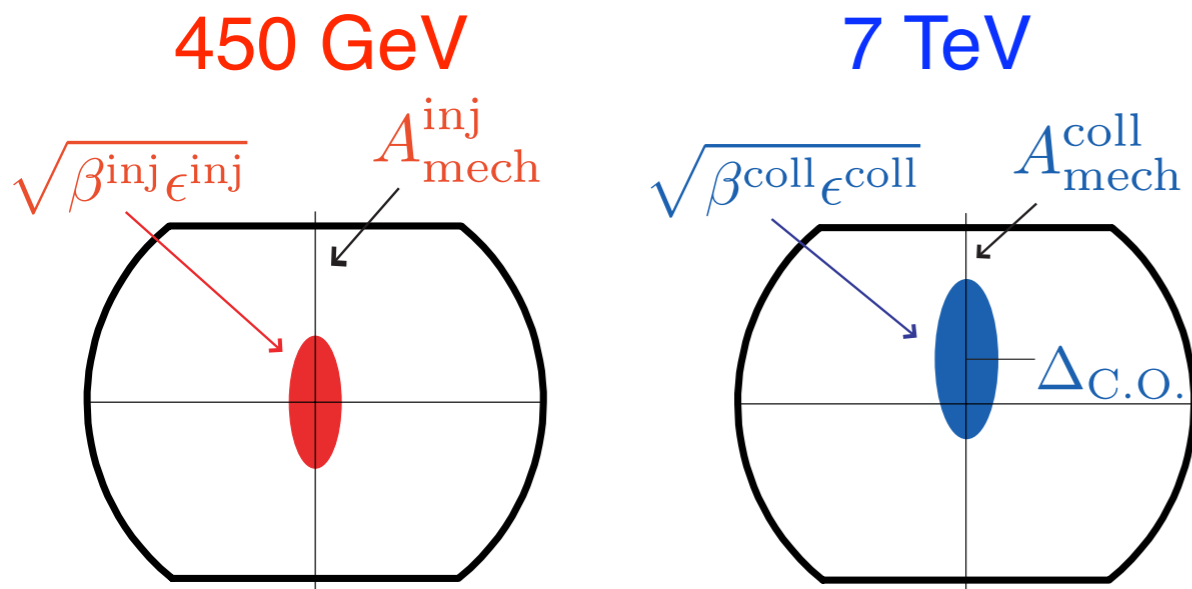 450 GeV
7 TeV
√β^inj ϵ^inj
A^inj_mech
√β^coll ϵ^coll
A^coll_mech
Δ_C.O.